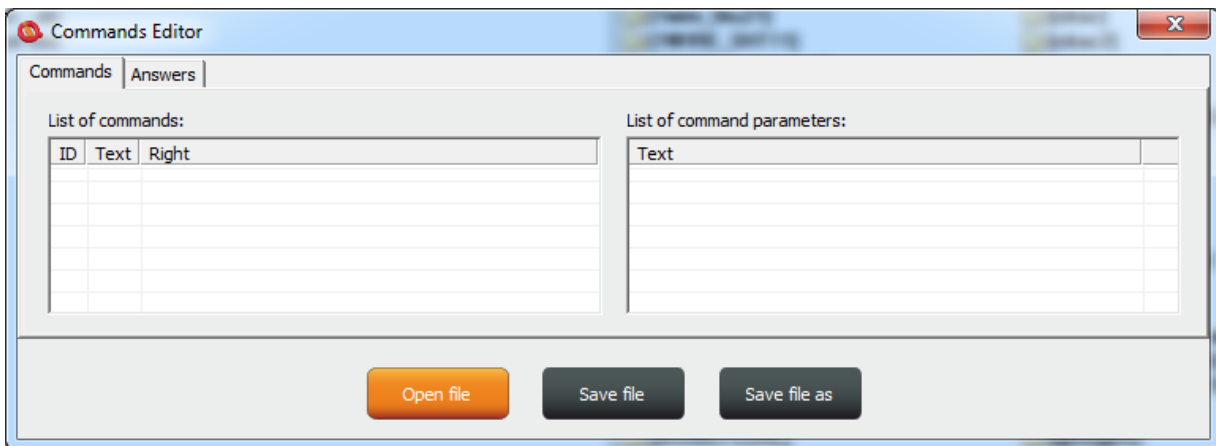 Commands Editor
Commands Answers
List of commands: List of command parameters:
ID Text Right Text
Open file Save file Save file as